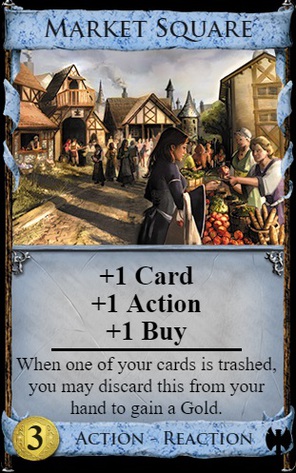 Market Square
+1 Card
+1 Action
+1 Buy
When one of your cards is trashed,
you may discard this from your
hand to gain a Gold.
3
Action – Reaction